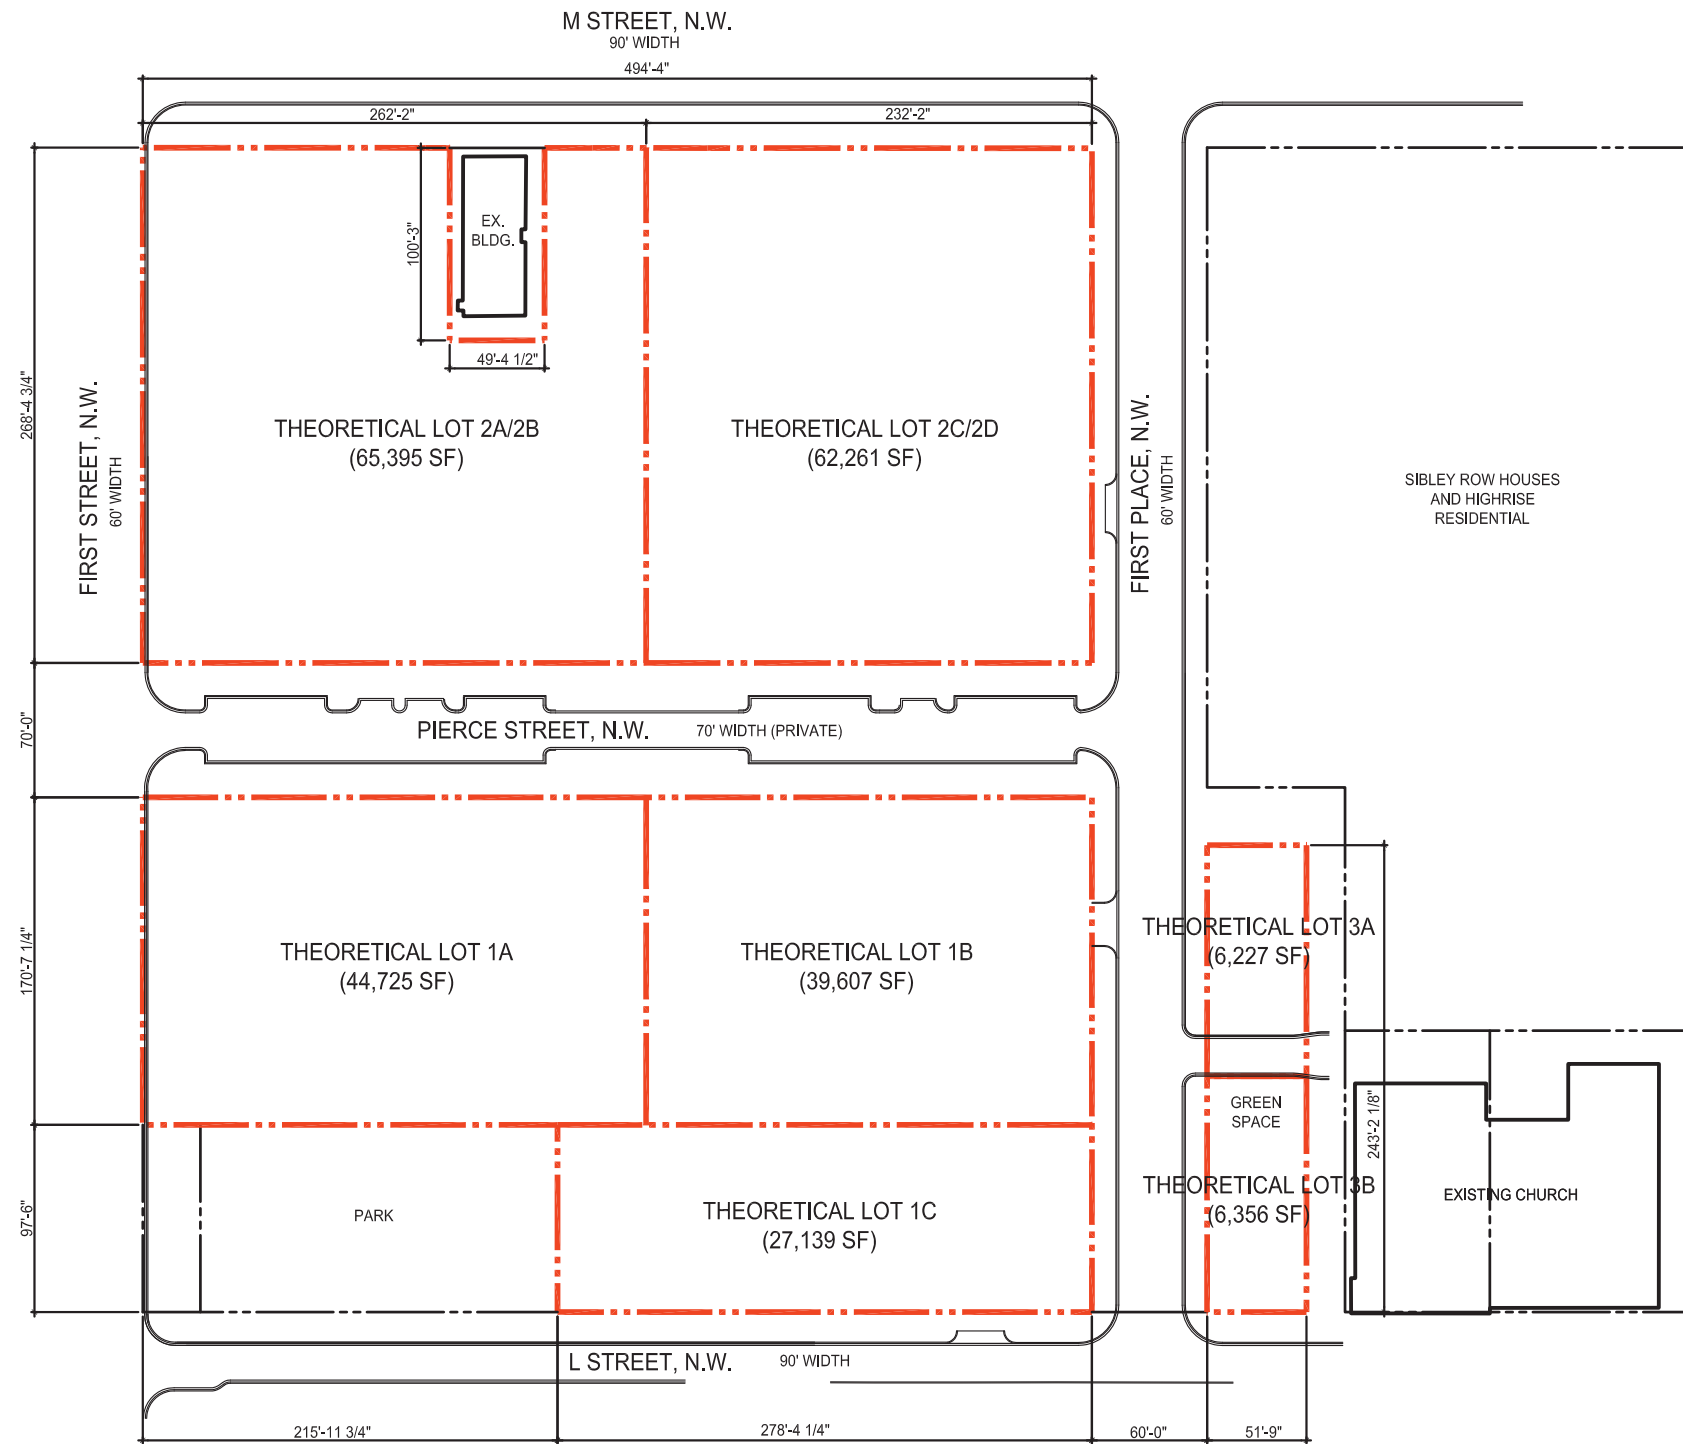 M STREET, N.W.
90' WIDTH
494'-4"
262'-2"
232'-2"
100'-3"
EX.
BLDG.
49'-4 1/2"
268'-4 3/4"
FIRST STREET, N.W.
60' WIDTH
THEORETICAL LOT 2A/2B
(65,395 SF)
THEORETICAL LOT 2C/2D
(62,261 SF)
FIRST PLACE, N.W.
60' WIDTH
SIBLEY ROW HOUSES
AND HIGHRISE
RESIDENTIAL
70'-0"
PIERCE STREET, N.W.
70' WIDTH (PRIVATE)
170'-7 1/4"
THEORETICAL LOT 1A
(44,725 SF)
THEORETICAL LOT 1B
(39,607 SF)
THEORETICAL LOT 3A
(6,227 SF)
GREEN
SPACE
243'-2 1/8"
97'-6"
PARK
THEORETICAL LOT 1C
(27,139 SF)
THEORETICAL LOT 3B
(6,356 SF)
EXISTING CHURCH
L STREET, N.W.
90' WIDTH
215'-11 3/4"
278'-4 1/4"
60'-0"
51'-9"